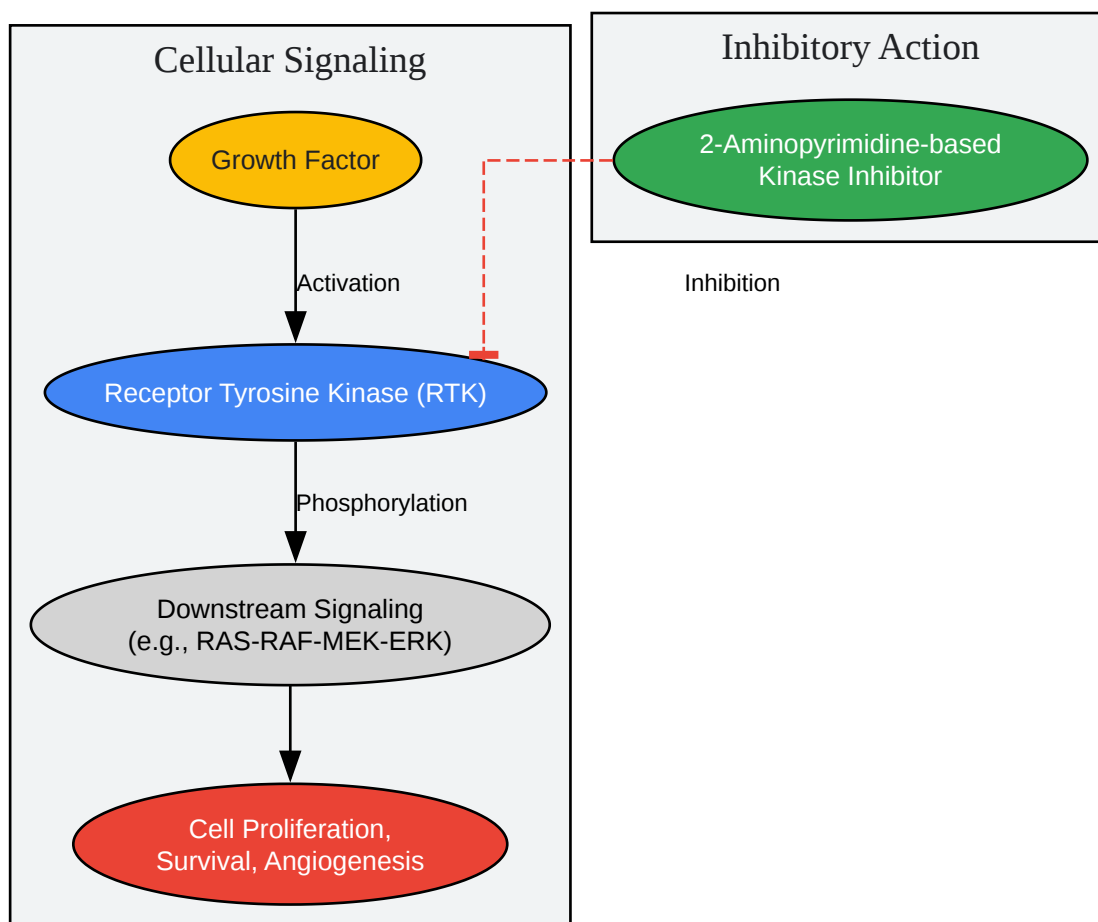 Cellular Signaling
Growth Factor
Activation
Receptor Tyrosine Kinase (RTK)
Phosphorylation
Downstream Signaling
(e.g., RAS-RAF-MEK-ERK)
Cell Proliferation,
Survival, Angiogenesis
Inhibitory Action
2-Aminopyrimidine-based
Kinase Inhibitor
Inhibition